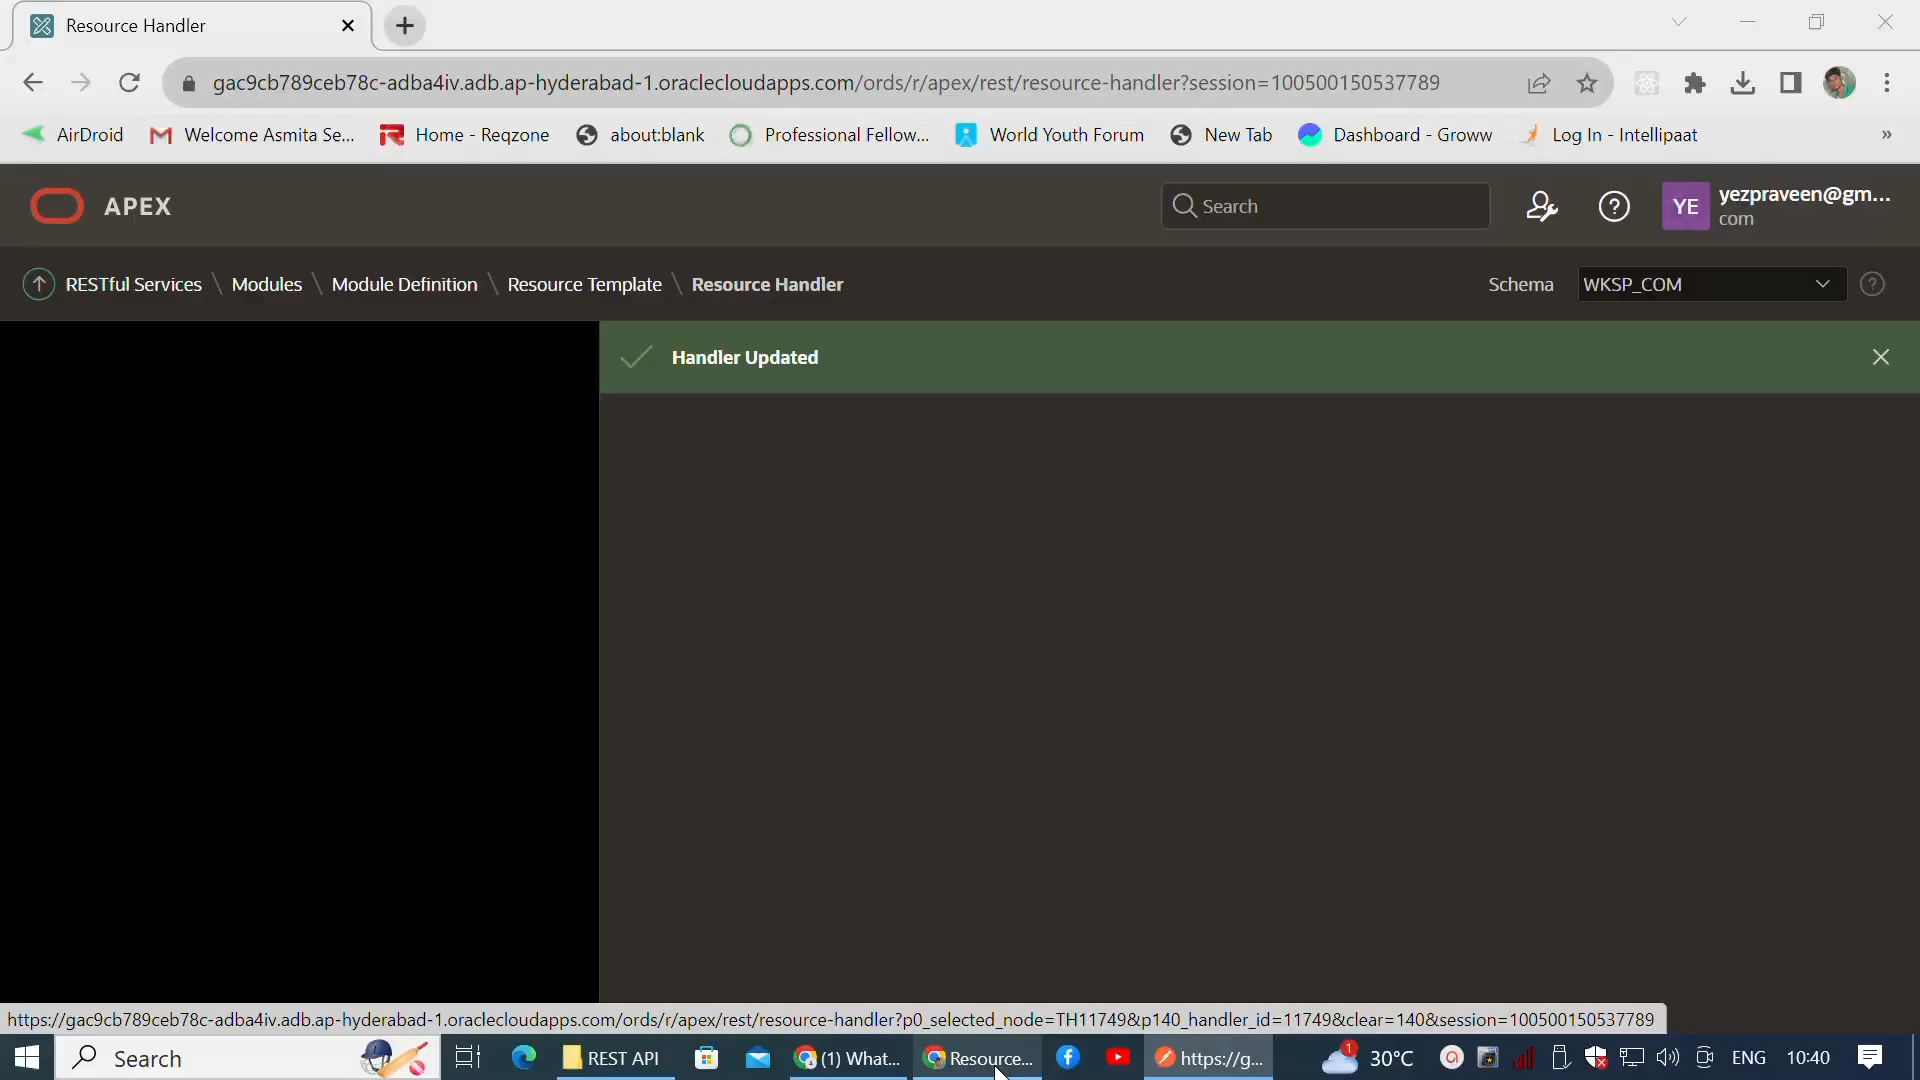 Resource Handler
gac9cb789ceb78c-adba4iv.adb.ap-hyderabad-1.oraclecloudapps.com/ords/r/apex/rest/resource-handler?session=100500150537789
AirDroid Welcome Asmita Se... Home - Reqzone about:blank Professional Fellow... World Youth Forum New Tab Dashboard - Groww Log In - Intellipaat »
APEX Search YE yezpraveen@gm...
com
RESTful Services \ Modules \ Module Definition \ Resource Template \ Resource Handler Schema WKSP_COM
Handler Updated
https://gac9cb789ceb78c-adba4iv.adb.ap-hyderabad-1.oraclecloudapps.com/ords/r/apex/rest/resource-handler?p0_selected_node=TH11749&p140_handler_id=11749&clear=140&session=100500150537789
Search REST API (1) What... Resource... https://g... 1 30°C ENG 10:40